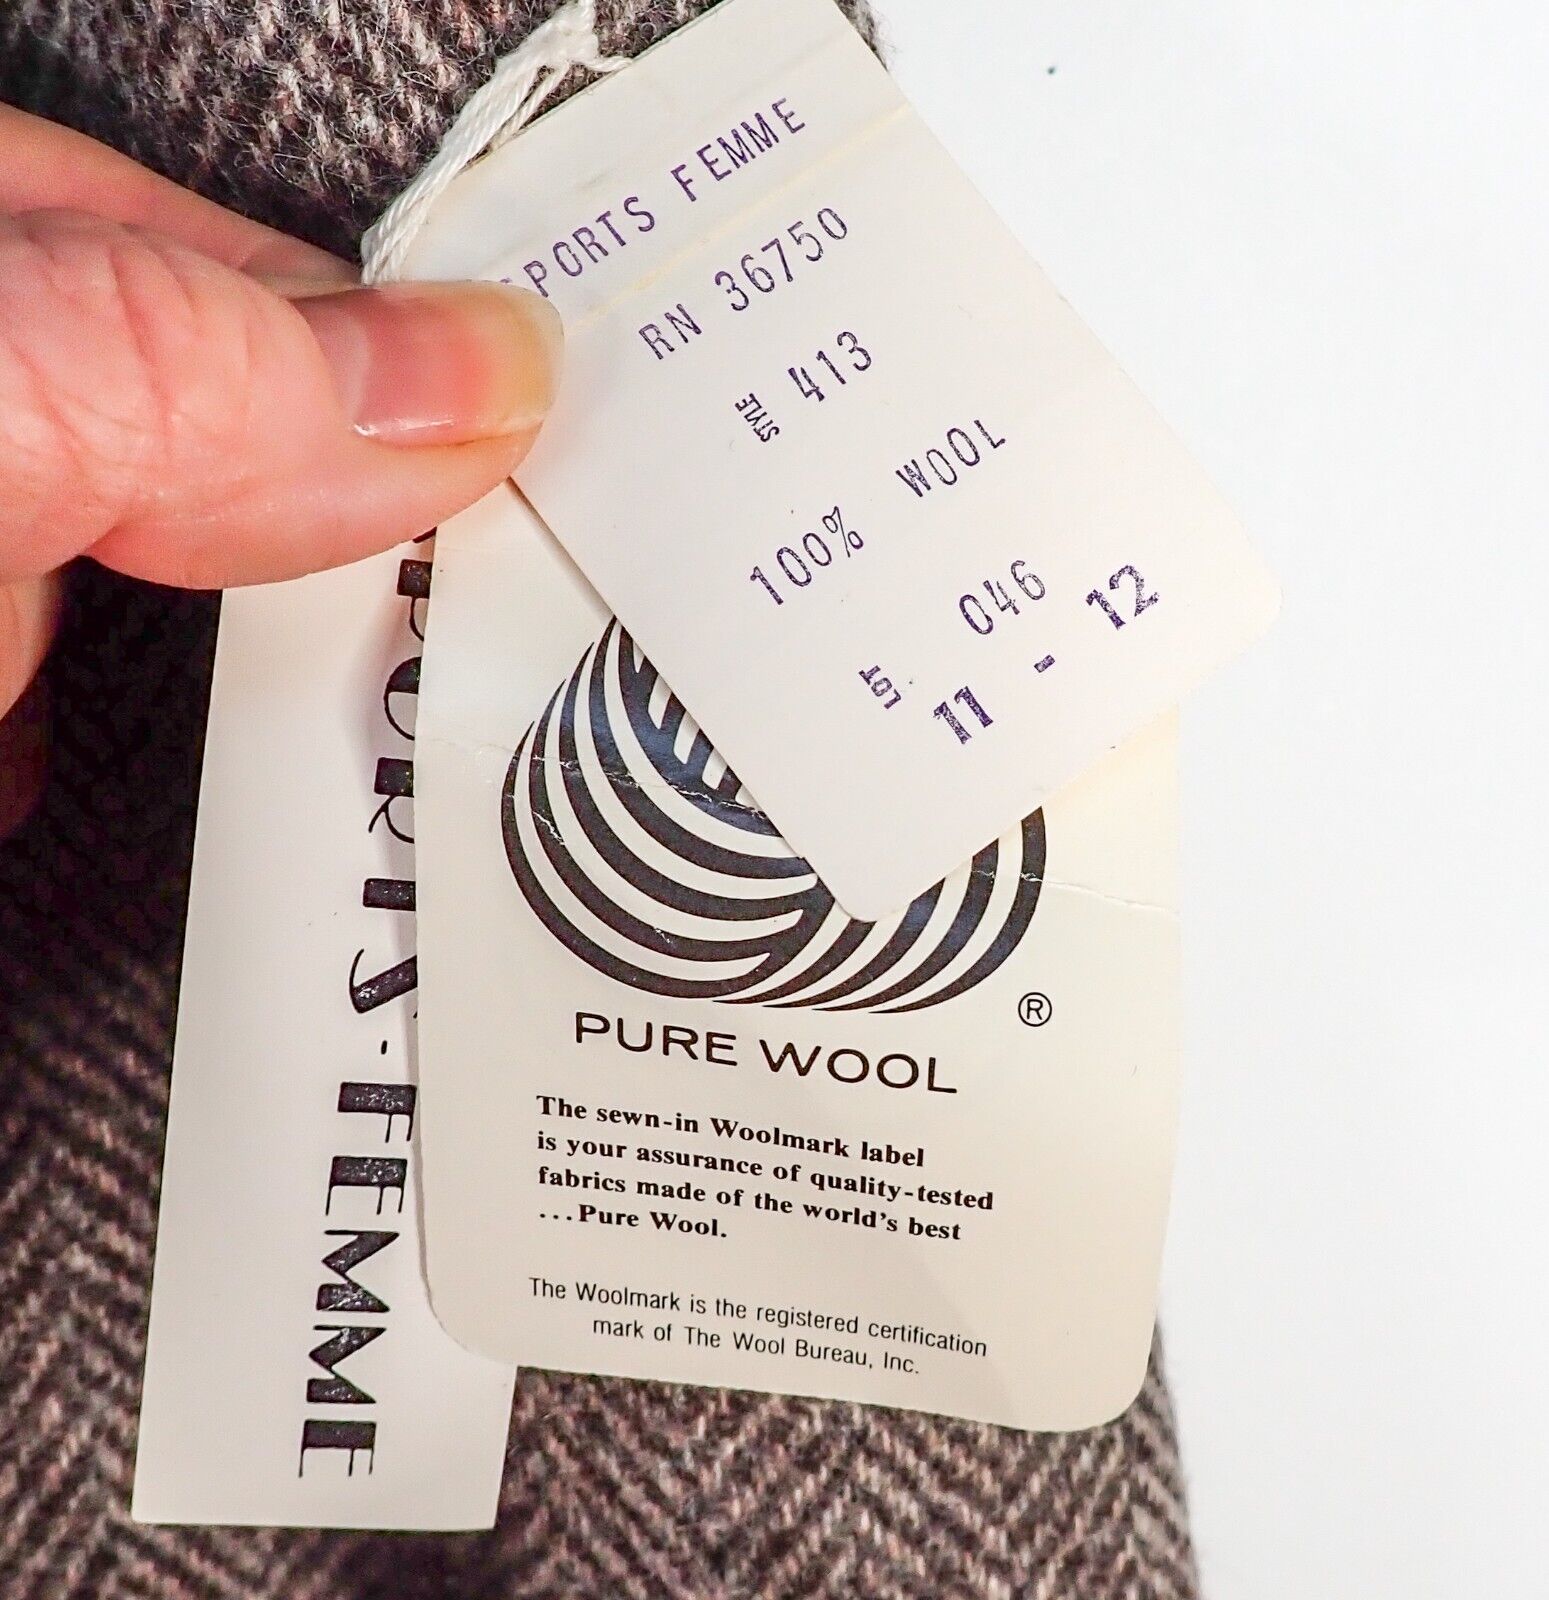 SPORTS FEMME
RN 36750
STYLE 413
100% WOOL
LOT 046
11 - 12
®
PURE WOOL
The sewn-in Woolmark label
is your assurance of quality-tested
fabrics made of the world's best
...Pure Wool.
The Woolmark is the registered certification
mark of The Wool Bureau, Inc.
SPORTS-FEMME